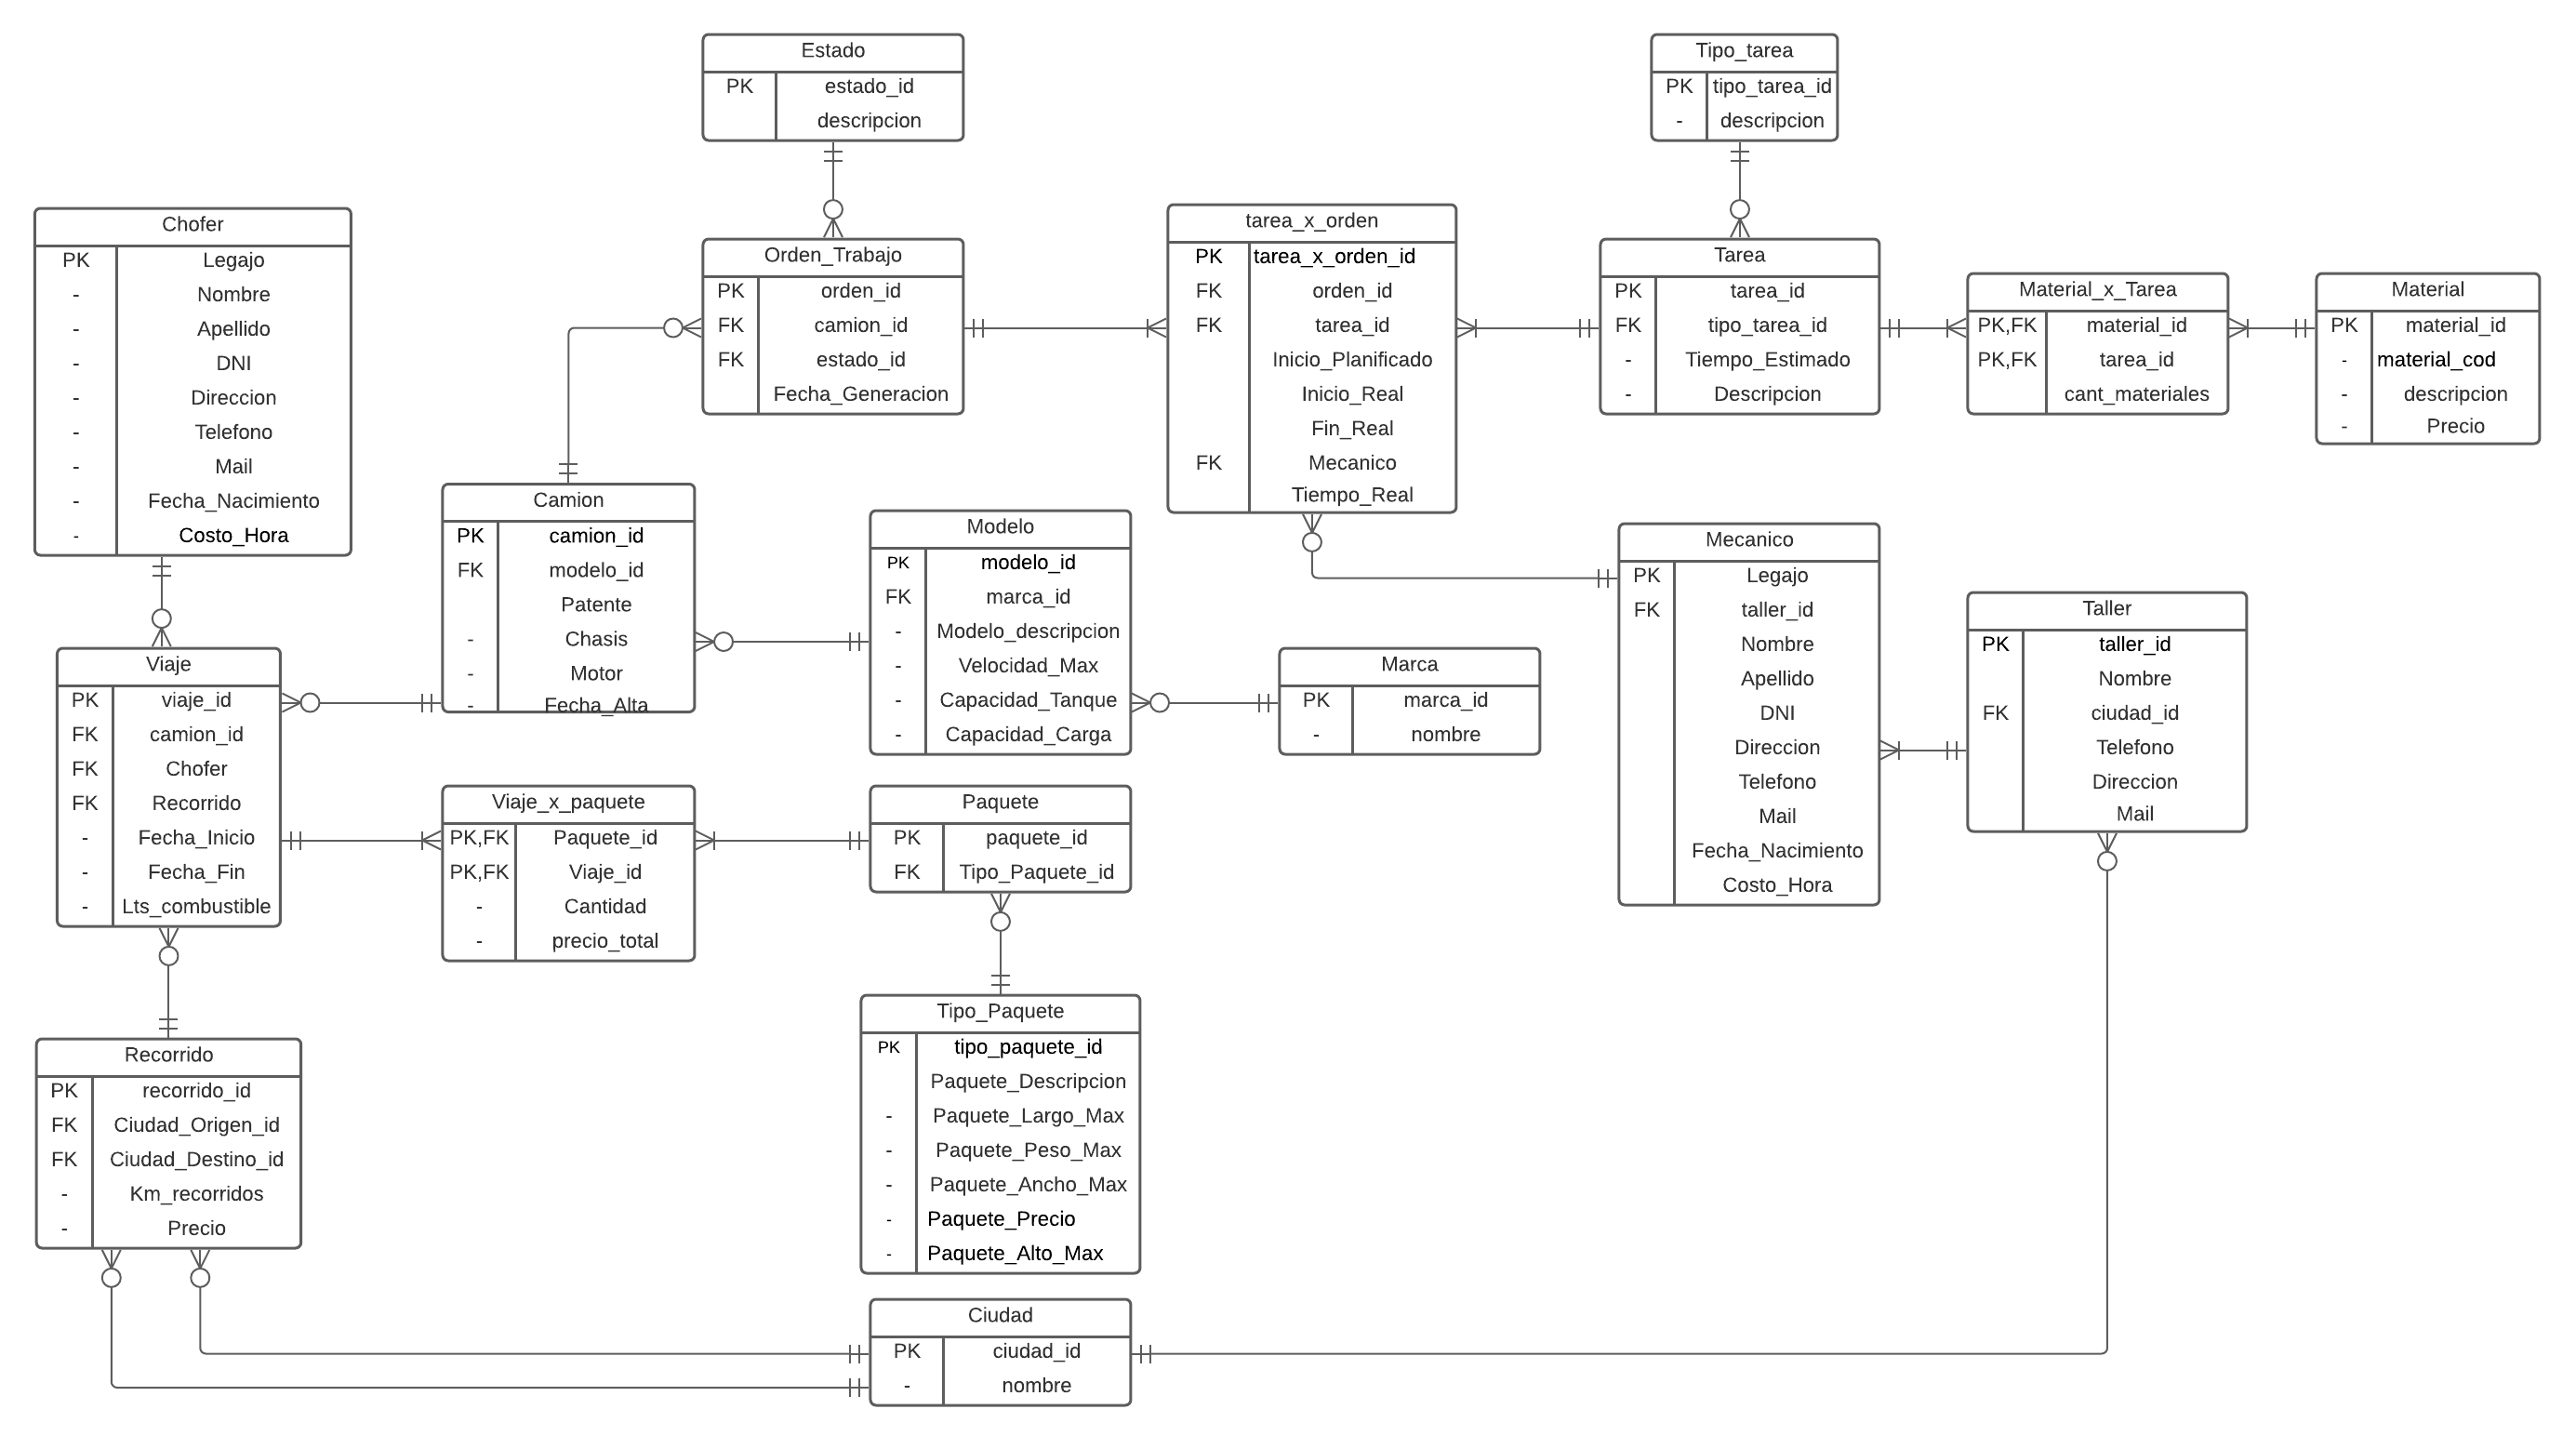 Estado
PK estado_id
descripcion
Tipo_tarea
PK tipo_tarea_id
- descripcion
Chofer
PK Legajo
- Nombre
- Apellido
- DNI
- Direccion
- Telefono
- Mail
- Fecha_Nacimiento
- Costo_Hora
Orden_Trabajo
PK orden_id
FK camion_id
FK estado_id
Fecha_Generacion
tarea_x_orden
PK tarea_x_orden_id
FK orden_id
FK tarea_id
Inicio_Planificado
Inicio_Real
Fin_Real
FK Mecanico
Tiempo_Real
Tarea
PK tarea_id
FK tipo_tarea_id
- Tiempo_Estimado
- Descripcion
Material_x_Tarea
PK,FK material_id
PK,FK tarea_id
cant_materiales
Material
PK material_id
- material_cod
- descripcion
- Precio
Camion
PK camion_id
FK modelo_id
Patente
- Chasis
- Motor
- Fecha_Alta
Modelo
PK modelo_id
FK marca_id
- Modelo_descripcion
- Velocidad_Max
- Capacidad_Tanque
- Capacidad_Carga
Marca
PK marca_id
- nombre
Mecanico
PK Legajo
FK taller_id
Nombre
Apellido
DNI
Direccion
Telefono
Mail
Fecha_Nacimiento
Costo_Hora
Taller
PK taller_id
Nombre
FK ciudad_id
Telefono
Direccion
Mail
Viaje
PK viaje_id
FK camion_id
FK Chofer
FK Recorrido
- Fecha_Inicio
- Fecha_Fin
- Lts_combustible
Viaje_x_paquete
PK,FK Paquete_id
PK,FK Viaje_id
- Cantidad
- precio_total
Paquete
PK paquete_id
FK Tipo_Paquete_id
Tipo_Paquete
PK tipo_paquete_id
Paquete_Descripcion
- Paquete_Largo_Max
- Paquete_Peso_Max
- Paquete_Ancho_Max
- Paquete_Precio
- Paquete_Alto_Max
Recorrido
PK recorrido_id
FK Ciudad_Origen_id
FK Ciudad_Destino_id
- Km_recorridos
- Precio
Ciudad
PK ciudad_id
- nombre